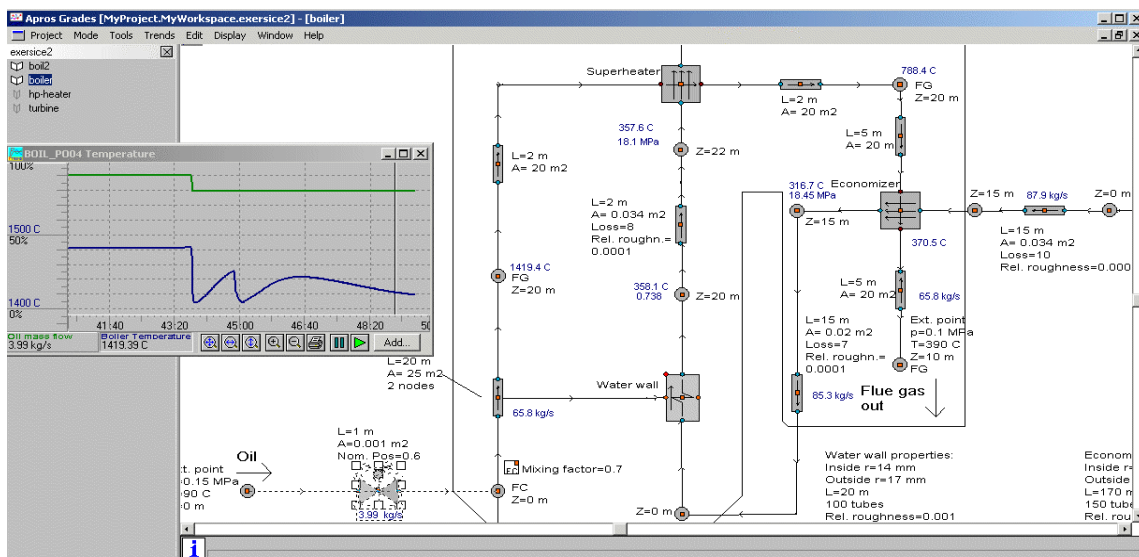 Apros Grades [MyProject.MyWorkspace.exersice2] - [boiler]
Project Mode Tools Trends Edit Display Window Help
exersice2
boil2
boiler
hp-heater
turbine
BOIL_PO04 Temperature
100%
1500 C
50%
1400 C
0%
41:40 43:20 45:00 46:40 48:20 50
Oil mass flow
3.99 kg/s
Boiler Temperature
1419.39 C
Add...
Superheater
L=2 m
A= 20 m2
788.4 C
FG
Z=20 m
357.6 C
18.1 MPa
Z=22 m
L=2 m
A= 20 m2
L=5 m
A= 20 m
L=2 m
A= 0.034 m2
Loss=8
Rel. roughn.=
0.0001
316.7 C
18.45 MPa
Z=15 m
Economizer
370.5 C
Z=15 m
87.9 kg/s
Z=0 m
L=15 m
A= 0.034 m2
Loss=10
Rel. roughness=0.000
1419.4 C
FG
Z=20 m
358.1 C
0.738
Z=20 m
L=5 m
A= 20 m2
65.8 kg/s
L=15 m
A= 0.02 m2
Loss=7
Rel. roughn.=
0.0001
Ext. point
p=0.1 MPa
T=390 C
Z=10 m
FG
Flue gas
out
L=20 m
A= 25 m2
2 nodes
65.8 kg/s
Water wall
85.3 kg/s
L=1 m
A=0.001 m2
Nom. Pos=0.6
Oil
xt. point
=0.15 MPa
090 C
=0 m
3.99 kg/s
FC
Mixing factor=0.7
FC
Z=0 m
Z=0 m
Water wall properties:
Inside r=14 mm
Outside r=17 mm
L=20 m
100 tubes
Rel. roughness=0.001
Econom
Inside r=
Outside r
L=170 m
150 tube
Rel. rou